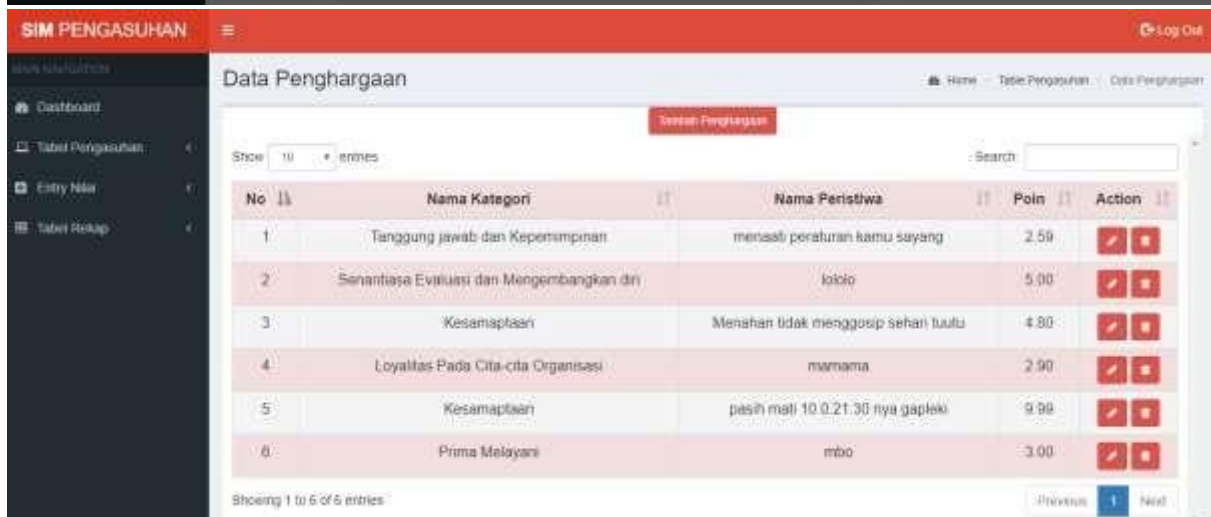 SIM PENGASUHAN
Log Out
MAIN NAVIGATION
Dashboard
Tabel Pengasuhan
Entry Nilai
Tabel Rekap
Data Penghargaan
Home Table Pengasuhan Data Penghargaan
Tambah Penghargaan
Show 10 entries Search:
No Nama Kategori Nama Peristiwa Poin Action
1 Tanggung jawab dan Kepemimpinan menaati peraturan kamu sayang 2.59
2 Senantiasa Evaluasi dan Mengembangkan diri lololo 5.00
3 Kesamaptaan Menahan tidak menggosip sehari tuutu 4.80
4 Loyalitas Pada Cita-cita Organisasi mamama 2.90
5 Kesamaptaan pasih mati 10.0.21.30 nya gapleki 9.99
6 Prima Melayani mbo 3.00
Showing 1 to 6 of 6 entries
Previous 1 Next